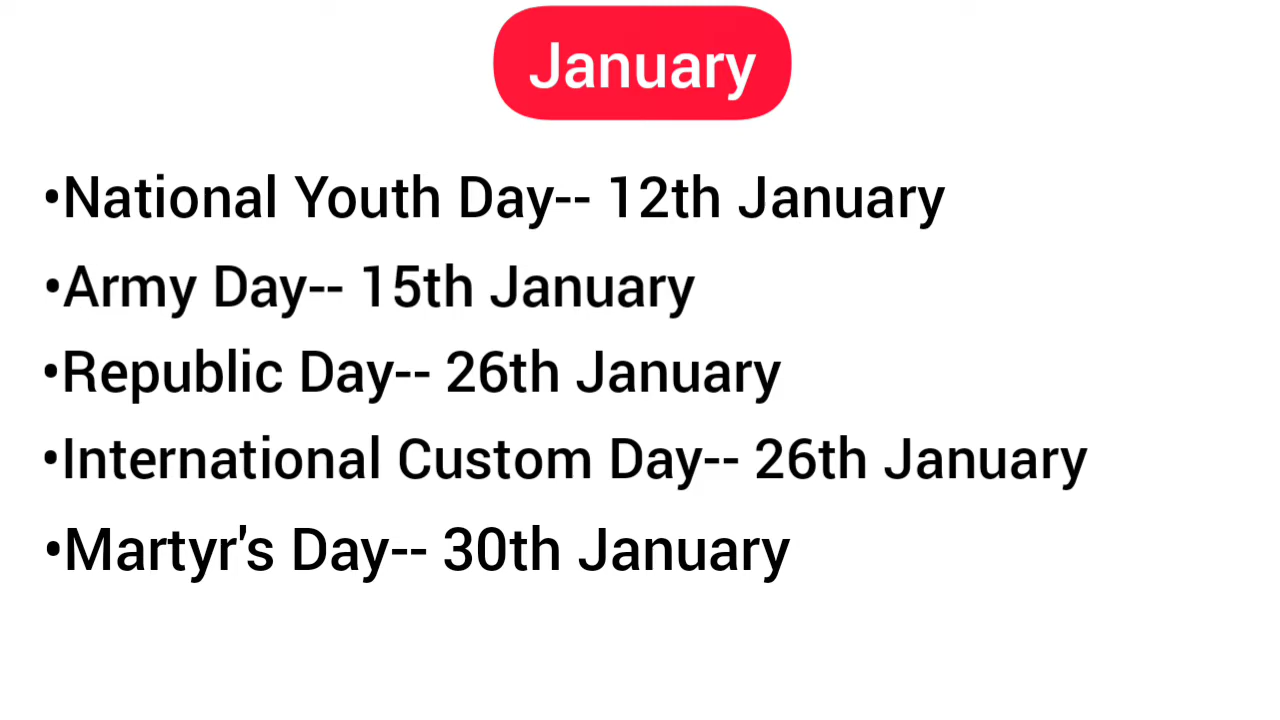 January
•National Youth Day-- 12th January
•Army Day-- 15th January
•Republic Day-- 26th January
•International Custom Day-- 26th January
•Martyr's Day-- 30th January